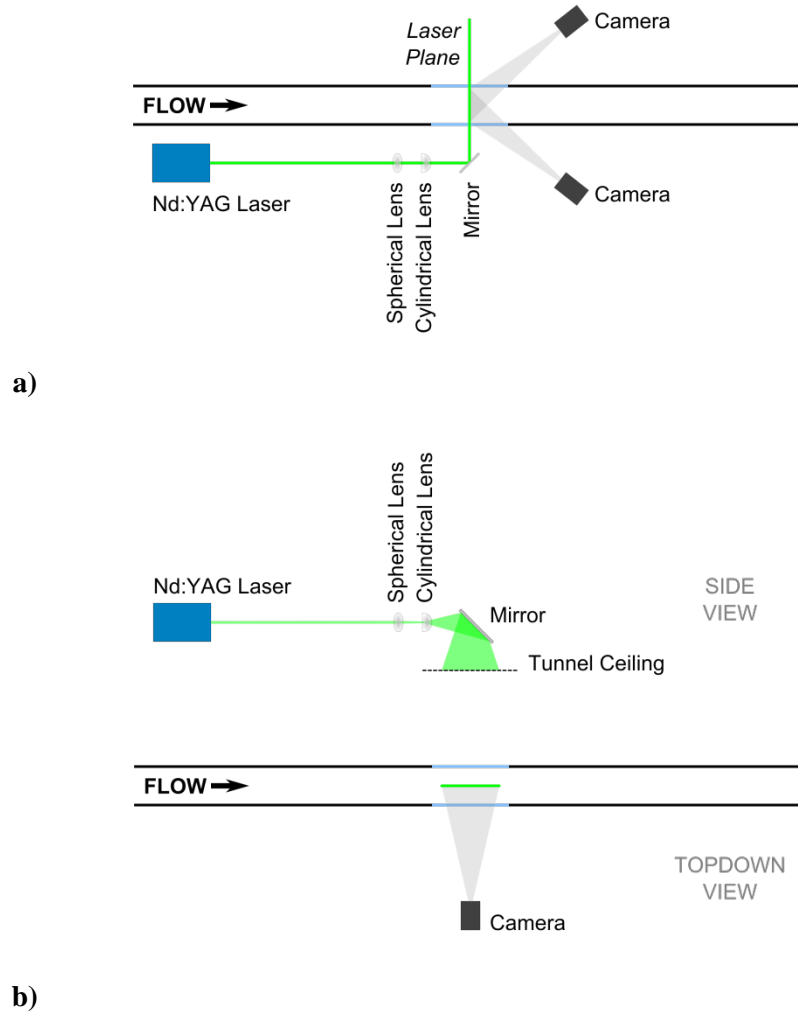 Laser
Plane
Camera
FLOW
Nd:YAG Laser
Camera
Spherical Lens
Cylindrical Lens
Mirror
a)
Spherical Lens
Cylindrical Lens
Nd:YAG Laser
SIDE
VIEW
Mirror
Tunnel Ceiling
FLOW
TOPDOWN
VIEW
Camera
b)